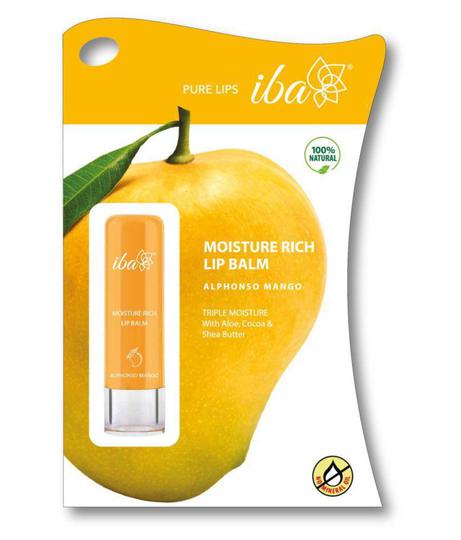 PURE LIPS
iba®
100%
NATURAL
MOISTURE RICH
LIP BALM
ALPHONSO MANGO
TRIPLE MOISTURE
With Aloe, Cocoa &
Shea Butter
iba
MOISTURE RICH
LIP BALM
ALPHONSO MANGO
NO MINERAL OIL